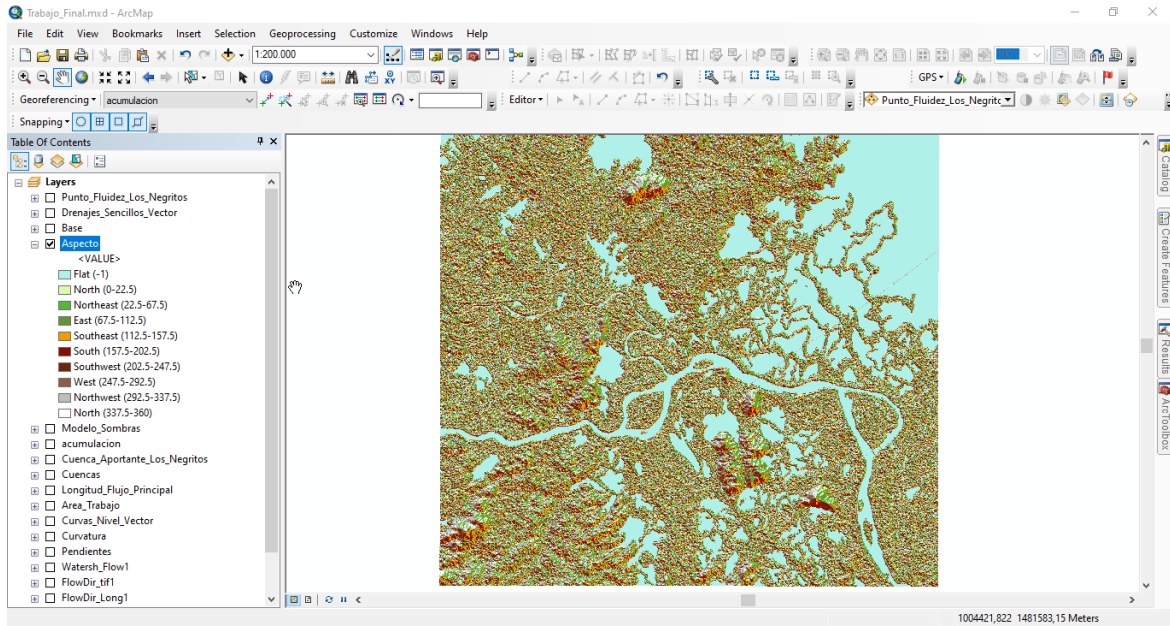 Trabajo_Final.mxd - ArcMap
File Edit View Bookmarks Insert Selection Geoprocessing Customize Windows Help
1:200.000
GPS
Georeferencing acumulacion Editor Punto_Fluidez_Los_Negritc
Snapping
Table Of Contents
Layers
Punto_Fluidez_Los_Negritos
Drenajes_Sencillos_Vector
Base
Aspecto
<VALUE>
Flat (-1)
North (0-22.5)
Northeast (22.5-67.5)
East (67.5-112.5)
Southeast (112.5-157.5)
South (157.5-202.5)
Southwest (202.5-247.5)
West (247.5-292.5)
Northwest (292.5-337.5)
North (337.5-360)
Modelo_Sombras
acumulacion
Cuenca_Aportante_Los_Negritos
Cuencas
Longitud_Flujo_Principal
Area_Trabajo
Curvas_Nivel_Vector
Curvatura
Pendientes
Watersh_Flow1
FlowDir_tif1
FlowDir_Long1
Catalog
Create Features
Results
ArcToolbox
1004421,822 1481583,15 Meters